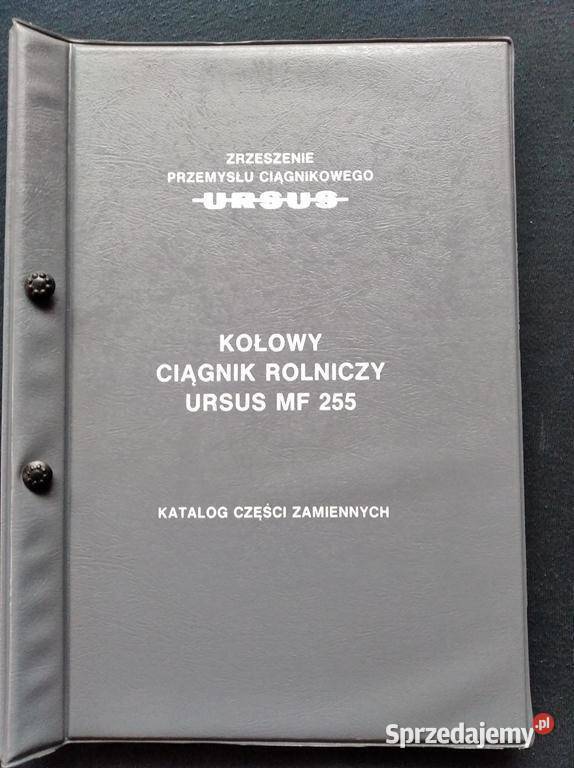 ZRZESZENIE
PRZEMYSŁU CIĄGNIKOWEGO
URSUS
KOŁOWY
CIĄGNIK ROLNICZY
URSUS MF 255
KATALOG CZĘŚCI ZAMIENNYCH
Sprzedajemy.pl